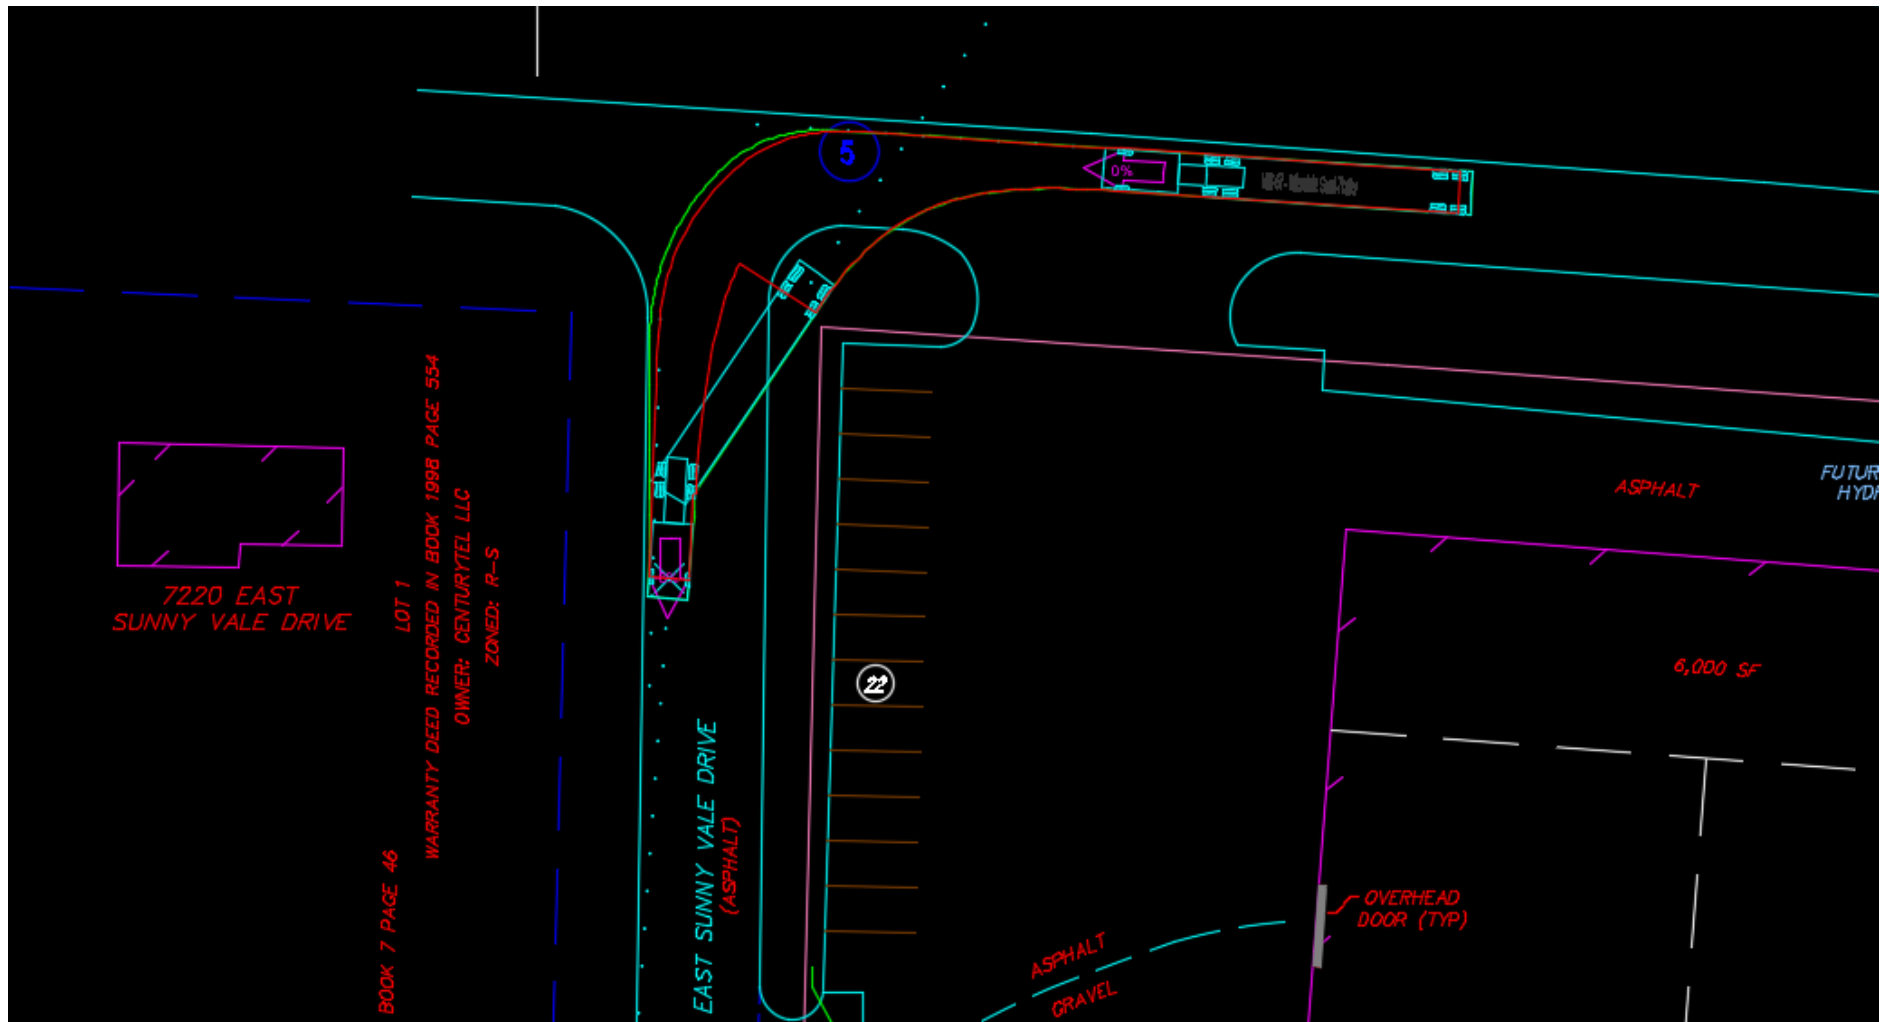 5
0%
7220 EAST
SUNNY VALE DRIVE
LOT 1
WARRANTY DEED RECORDED IN BOOK 1998 PAGE 554
OWNER: CENTURYTEL LLC
ZONED: R-S
BOOK 7 PAGE 46
EAST SUNNY VALE DRIVE
(ASPHALT)
22
ASPHALT
FUTUR
HYD
6,000 SF
OVERHEAD
DOOR (TYP)
ASPHALT
GRAVEL